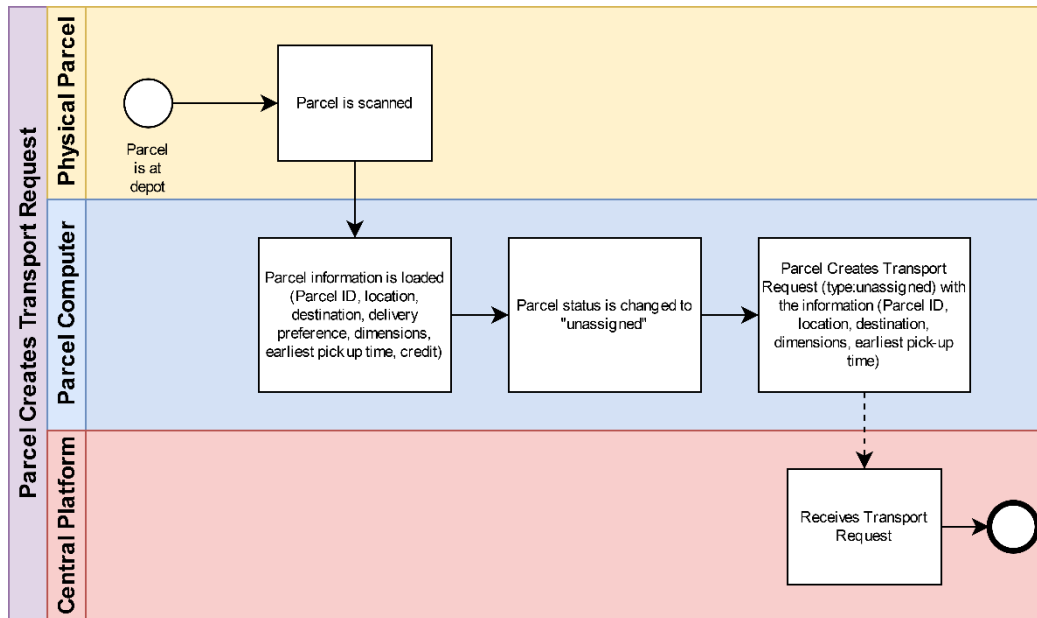 Parcel Creates Transport Request
Physical Parcel
Parcel
is at
depot
Parcel is scanned
Parcel Computer
Parcel information is loaded
(Parcel ID, location,
destination, delivery
preference, dimensions,
earliest pick up time, credit)
Parcel status is changed to
"unassigned"
Parcel Creates Transport
Request (type:unassigned) with
the information (Parcel ID,
location, destination,
dimensions, earliest pick-up
time)
Central Platform
Receives Transport
Request